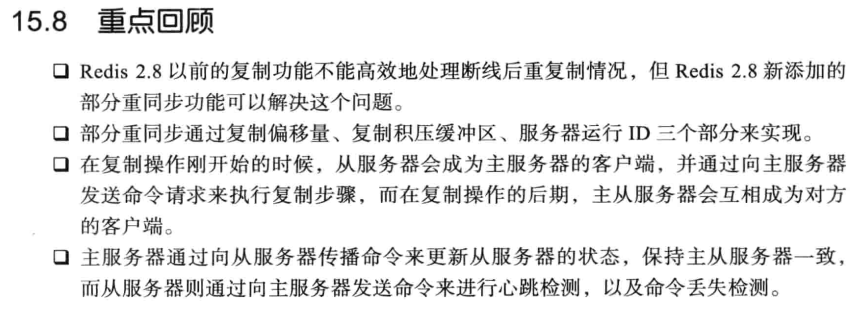 15.8 重点回顾
❑ Redis 2.8 以前的复制功能不能高效地处理断线后重复制情况，但 Redis 2.8 新添加的
部分重同步功能可以解决这个问题。
❑ 部分重同步通过复制偏移量、复制积压缓冲区、服务器运行 ID 三个部分来实现。
❑ 在复制操作刚开始的时候，从服务器会成为主服务器的客户端，并通过向主服务器
发送命令请求来执行复制步骤，而在复制操作的后期，主从服务器会互相成为对方
的客户端。
❑ 主服务器通过向从服务器传播命令来更新从服务器的状态，保持主从服务器一致，
而从服务器则通过向主服务器发送命令来进行心跳检测，以及命令丢失检测。